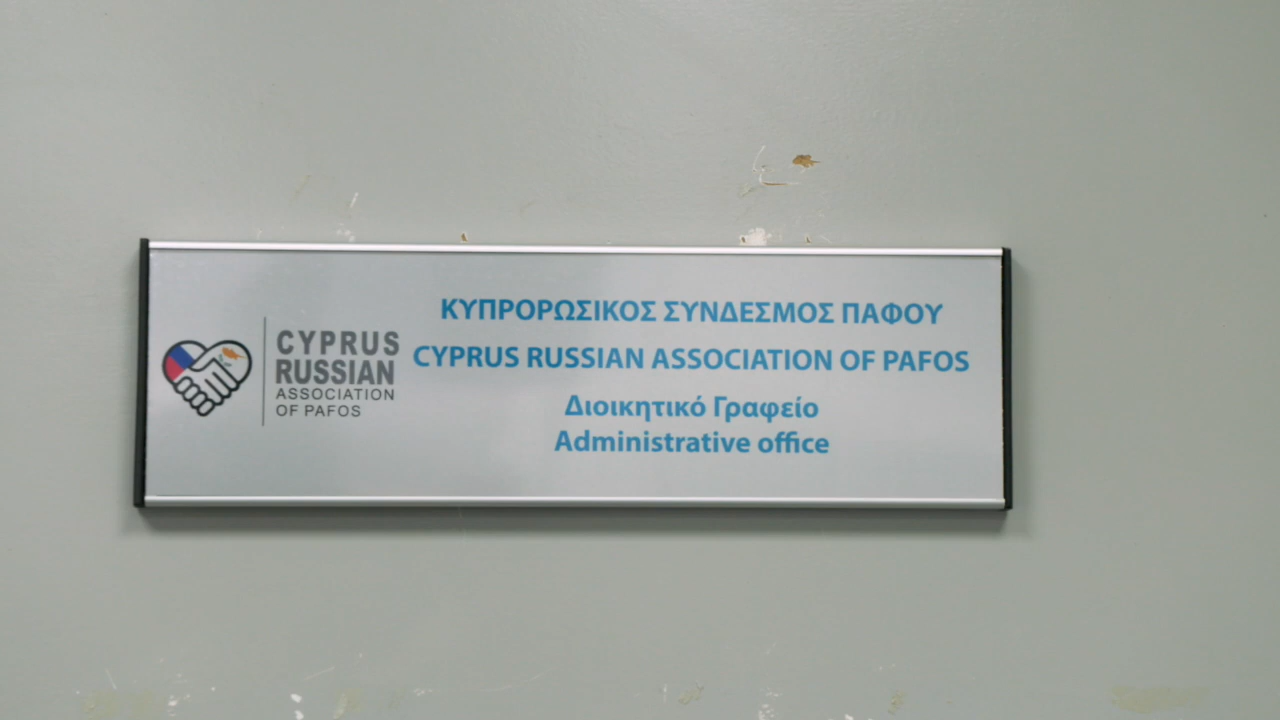 CYPRUS
RUSSIAN
ASSOCIATION
OF PAFOS
ΚΥΠΡΟΡΩΣΙΚΟΣ ΣΥΝΔΕΣΜΟΣ ΠΑΦΟΥ
CYPRUS RUSSIAN ASSOCIATION OF PAFOS
Διοικητικό Γραφείο
Administrative office